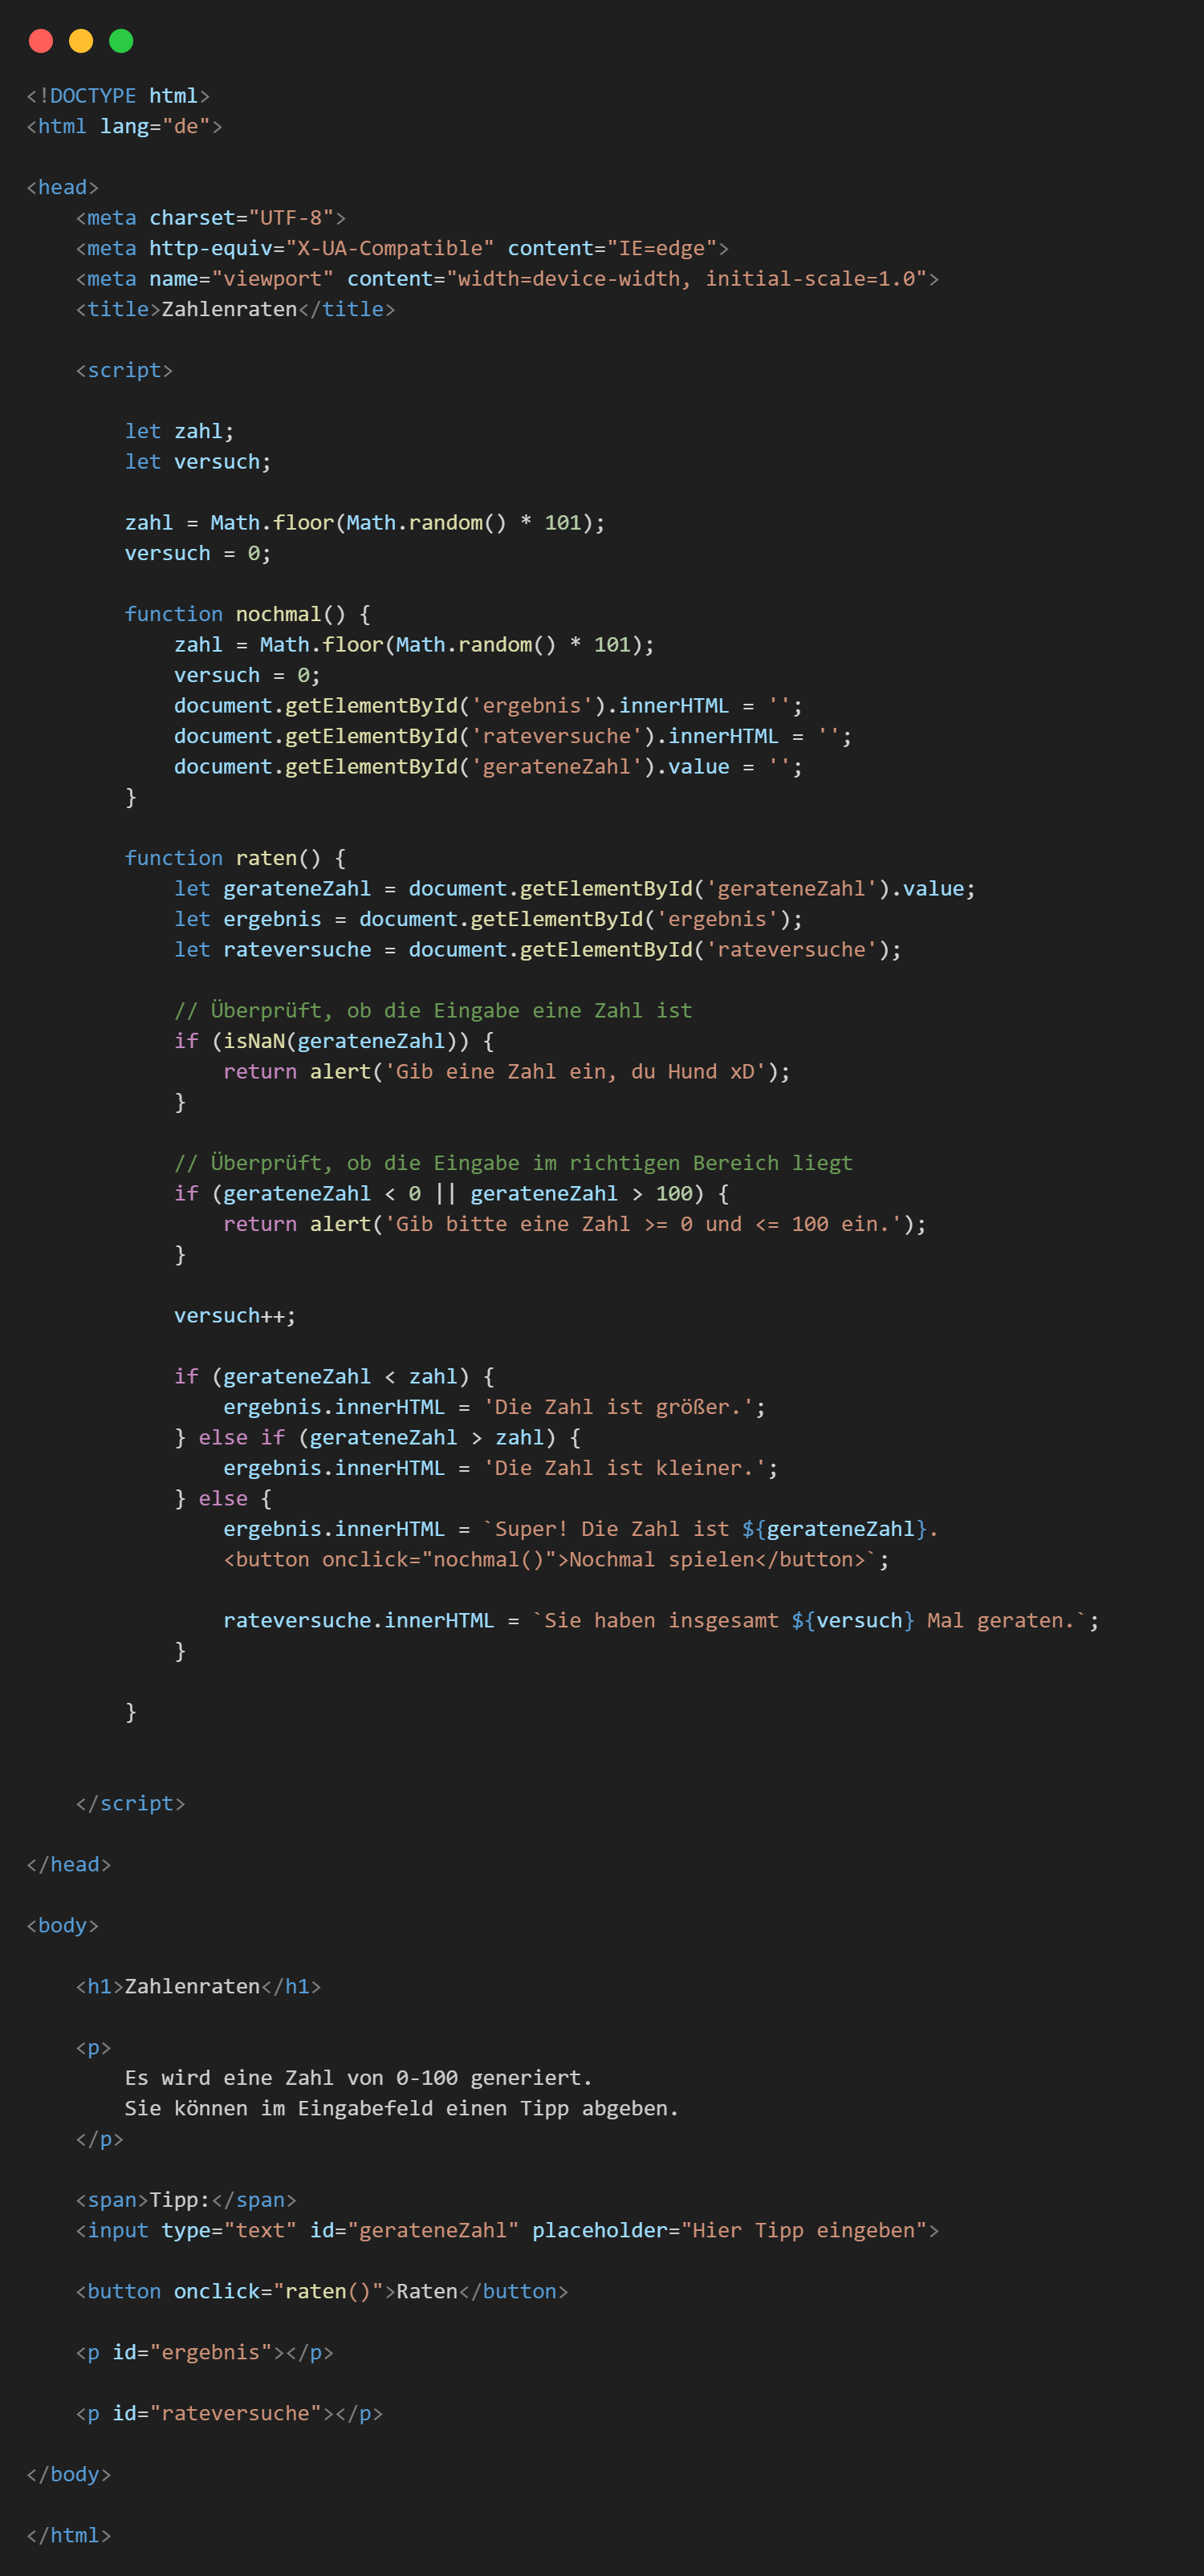 <!DOCTYPE html>
<html lang="de">

<head>
    <meta charset="UTF-8">
    <meta http-equiv="X-UA-Compatible" content="IE=edge">
    <meta name="viewport" content="width=device-width, initial-scale=1.0">
    <title>Zahlenraten</title>

    <script>

        let zahl;
        let versuch;

        zahl = Math.floor(Math.random() * 101);
        versuch = 0;

        function nochmal() {
            zahl = Math.floor(Math.random() * 101);
            versuch = 0;
            document.getElementById('ergebnis').innerHTML = '';
            document.getElementById('rateversuche').innerHTML = '';
            document.getElementById('gerateneZahl').value = '';
        }

        function raten() {
            let gerateneZahl = document.getElementById('gerateneZahl').value;
            let ergebnis = document.getElementById('ergebnis');
            let rateversuche = document.getElementById('rateversuche');

            // Überprüft, ob die Eingabe eine Zahl ist
            if (isNaN(gerateneZahl)) {
                return alert('Gib eine Zahl ein, du Hund xD');
            }

            // Überprüft, ob die Eingabe im richtigen Bereich liegt
            if (gerateneZahl < 0 || gerateneZahl > 100) {
                return alert('Gib bitte eine Zahl >= 0 und <= 100 ein.');
            }

            versuch++;

            if (gerateneZahl < zahl) {
                ergebnis.innerHTML = 'Die Zahl ist größer.';
            } else if (gerateneZahl > zahl) {
                ergebnis.innerHTML = 'Die Zahl ist kleiner.';
            } else {
                ergebnis.innerHTML = `Super! Die Zahl ist ${gerateneZahl}.
                <button onclick="nochmal()">Nochmal spielen</button>`;

                rateversuche.innerHTML = `Sie haben insgesamt ${versuch} Mal geraten.`;
            }

        }


    </script>

</head>

<body>

    <h1>Zahlenraten</h1>

    <p>
        Es wird eine Zahl von 0-100 generiert.
        Sie können im Eingabefeld einen Tipp abgeben.
    </p>

    <span>Tipp:</span>
    <input type="text" id="gerateneZahl" placeholder="Hier Tipp eingeben">

    <button onclick="raten()">Raten</button>

    <p id="ergebnis"></p>

    <p id="rateversuche"></p>

</body>

</html>